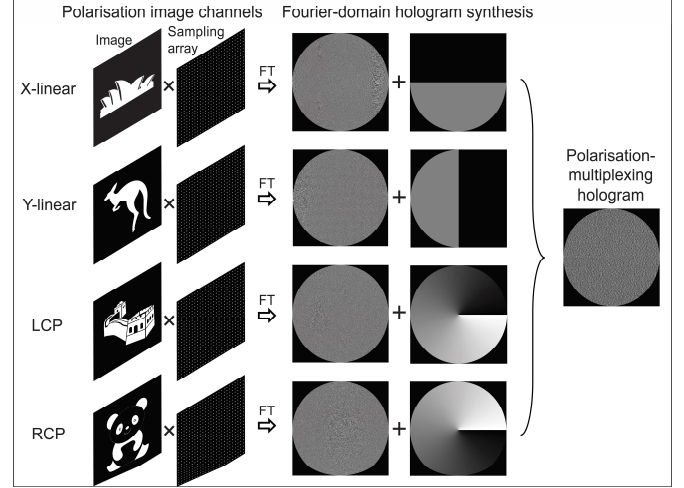 Polarisation image channels
Fourier-domain hologram synthesis
Image
Sampling
array
X-linear
×
FT
+
Y-linear
×
FT
+
Polarisation-
multiplexing
hologram
LCP
×
FT
+
RCP
×
FT
+